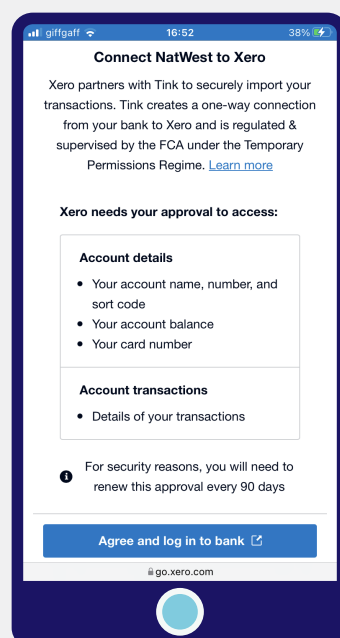 giffgaff 16:52 38%
Connect NatWest to Xero
Xero partners with Tink to securely import your
transactions. Tink creates a one-way connection
from your bank to Xero and is regulated &
supervised by the FCA under the Temporary
Permissions Regime. Learn more
Xero needs your approval to access:
Account details
• Your account name, number, and
sort code
• Your account balance
• Your card number
Account transactions
• Details of your transactions
For security reasons, you will need to
renew this approval every 90 days
Agree and log in to bank
go.xero.com